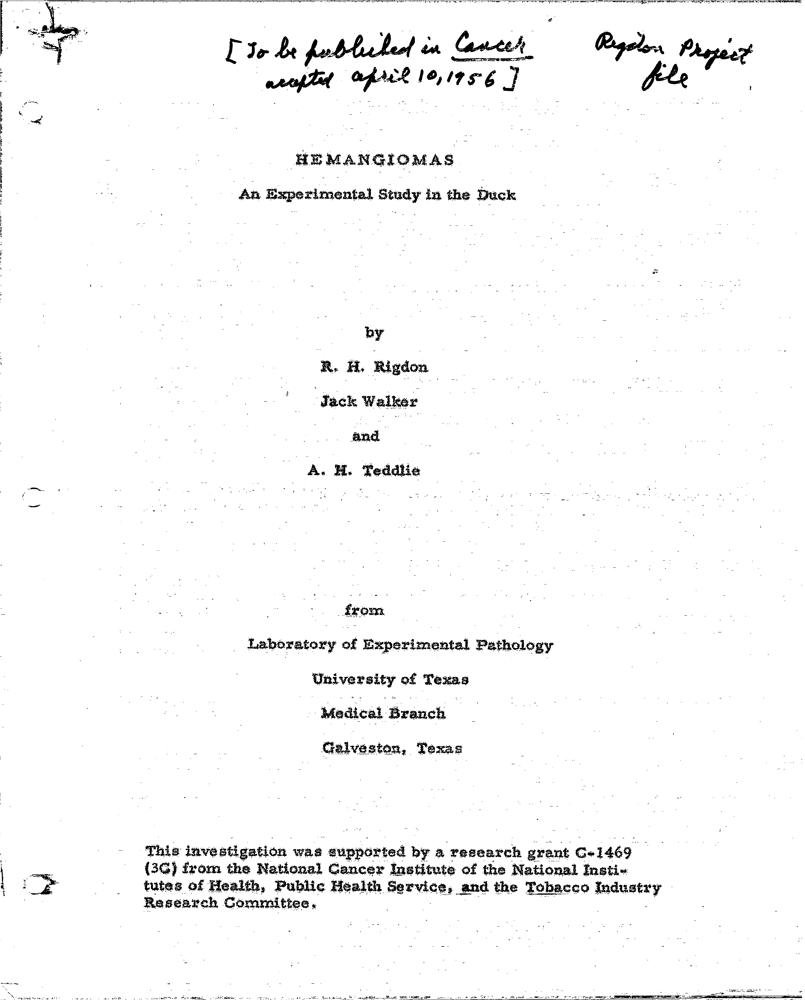 [To be published in Cancer
accepted april 10, 1956]
Rigdon Project
file
HEMANGIOMAS
An Experimental Study in the Duck
by
R. H. Rigdon
Jack Walker
and
A. H. Teddlie
from
Laboratory of Experimental Pathology
University of Texas
Medical Branch
Galveston, Texas
This investigation was supported by a research grant C-1469
(3C) from the National Cancer Institute of the National Insti-
tutes of Health, Public Health Service, and the Tobacco Industry
Research Committee.